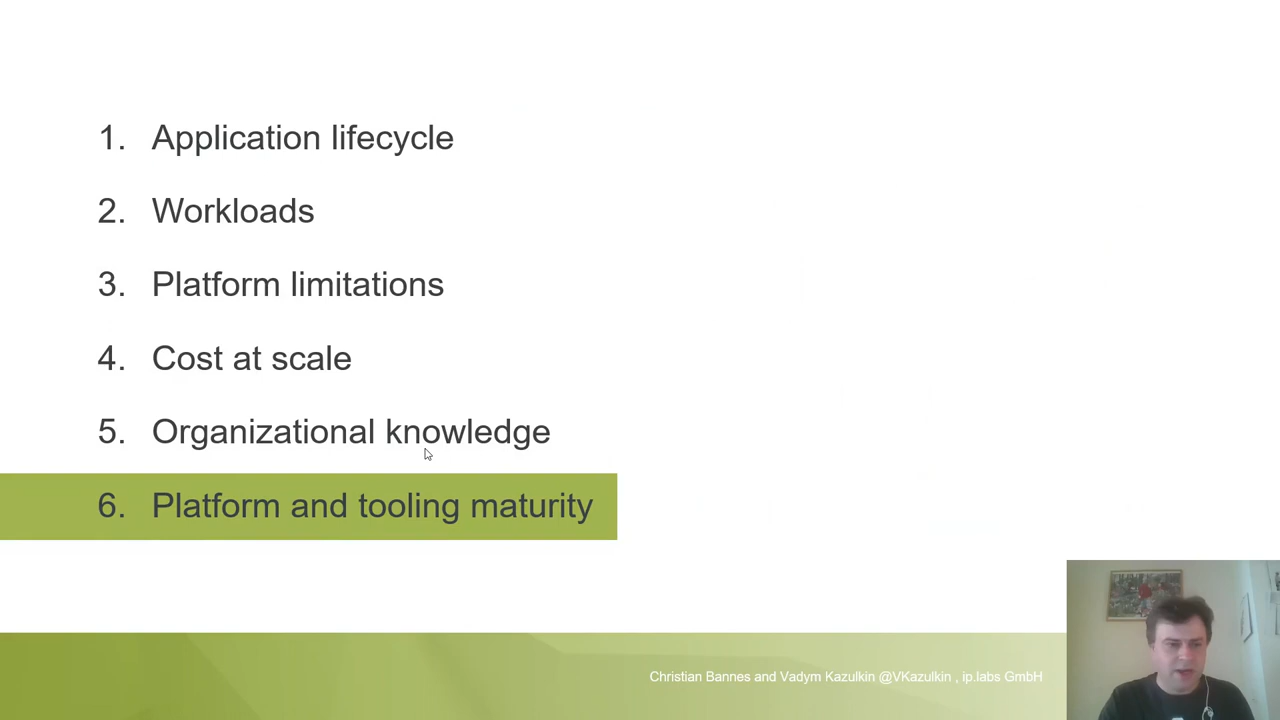 1. Application lifecycle
2. Workloads
3. Platform limitations
4. Cost at scale
5. Organizational knowledge
6. Platform and tooling maturity
Christian Bannes and Vadym Kazulkin @VKazulkin , ip.labs GmbH